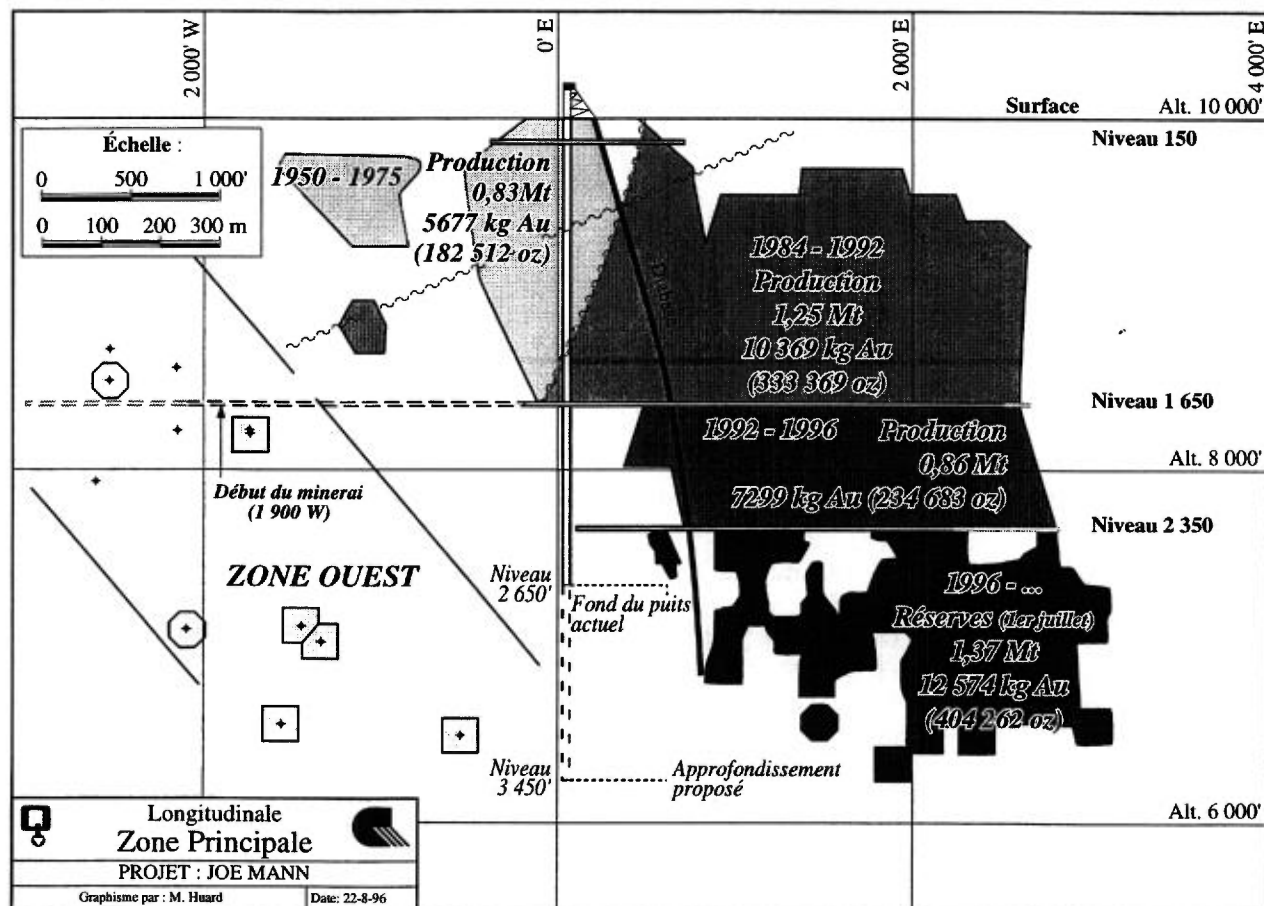 2 000' W
0' E
2 000' E
4 000' E
Surface
Alt. 10 000'
Échelle :
0 500 1 000'
0 100 200 300 m
Niveau 150
1950 - 1975
Production
0,83Mt
5677 kg Au
(182 512 oz)
1984 - 1992
Production
1,25 Mt
10 369 kg Au
(333 369 oz)
Niveau 1 650
1992 - 1996 Production
0,86 Mt
7299 kg Au (234 683 oz)
Alt. 8 000'
Début du minerai
(1 900 W)
Niveau 2 350
ZONE OUEST
Niveau
2 650'
Fond du puits
actuel
1996 - ...
Réserves (1er juillet)
1,37 Mt
12 574 kg Au
(404 262 oz)
Niveau
3 450'
Approfondissement
proposé
Alt. 6 000'
Longitudinale
Zone Principale
PROJET : JOE MANN
Graphisme par : M. Huard
Date: 22-8-96